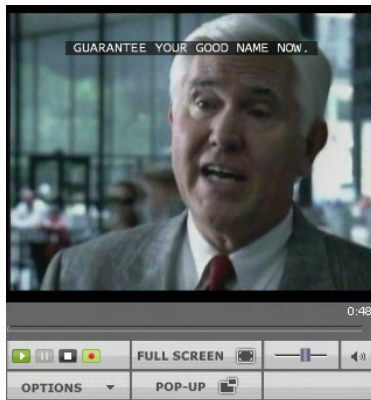 GUARANTEE YOUR GOOD NAME NOW.
0:48
FULL SCREEN
OPTIONS
POP-UP